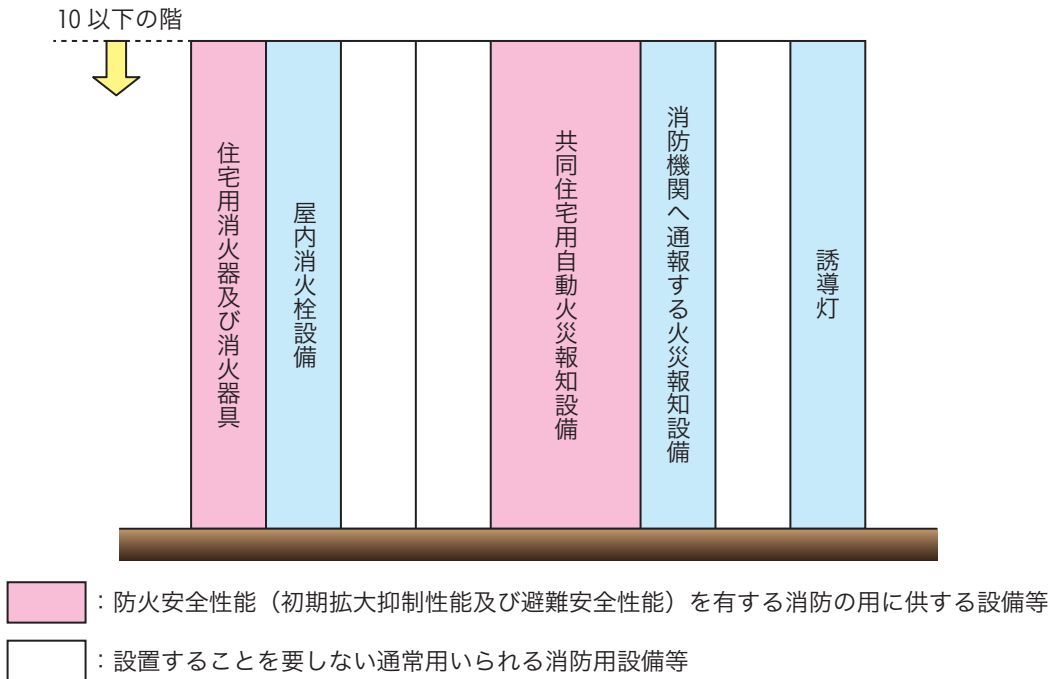 10 以下の階
住宅用消火器及び消火器具
屋内消火栓設備
共同住宅用自動火災報知設備
消防機関へ通報する火災報知設備
誘導灯
：防火安全性能（初期拡大抑制性能及び避難安全性能）を有する消防の用に供する設備等
：設置することを要しない通常用いられる消防用設備等